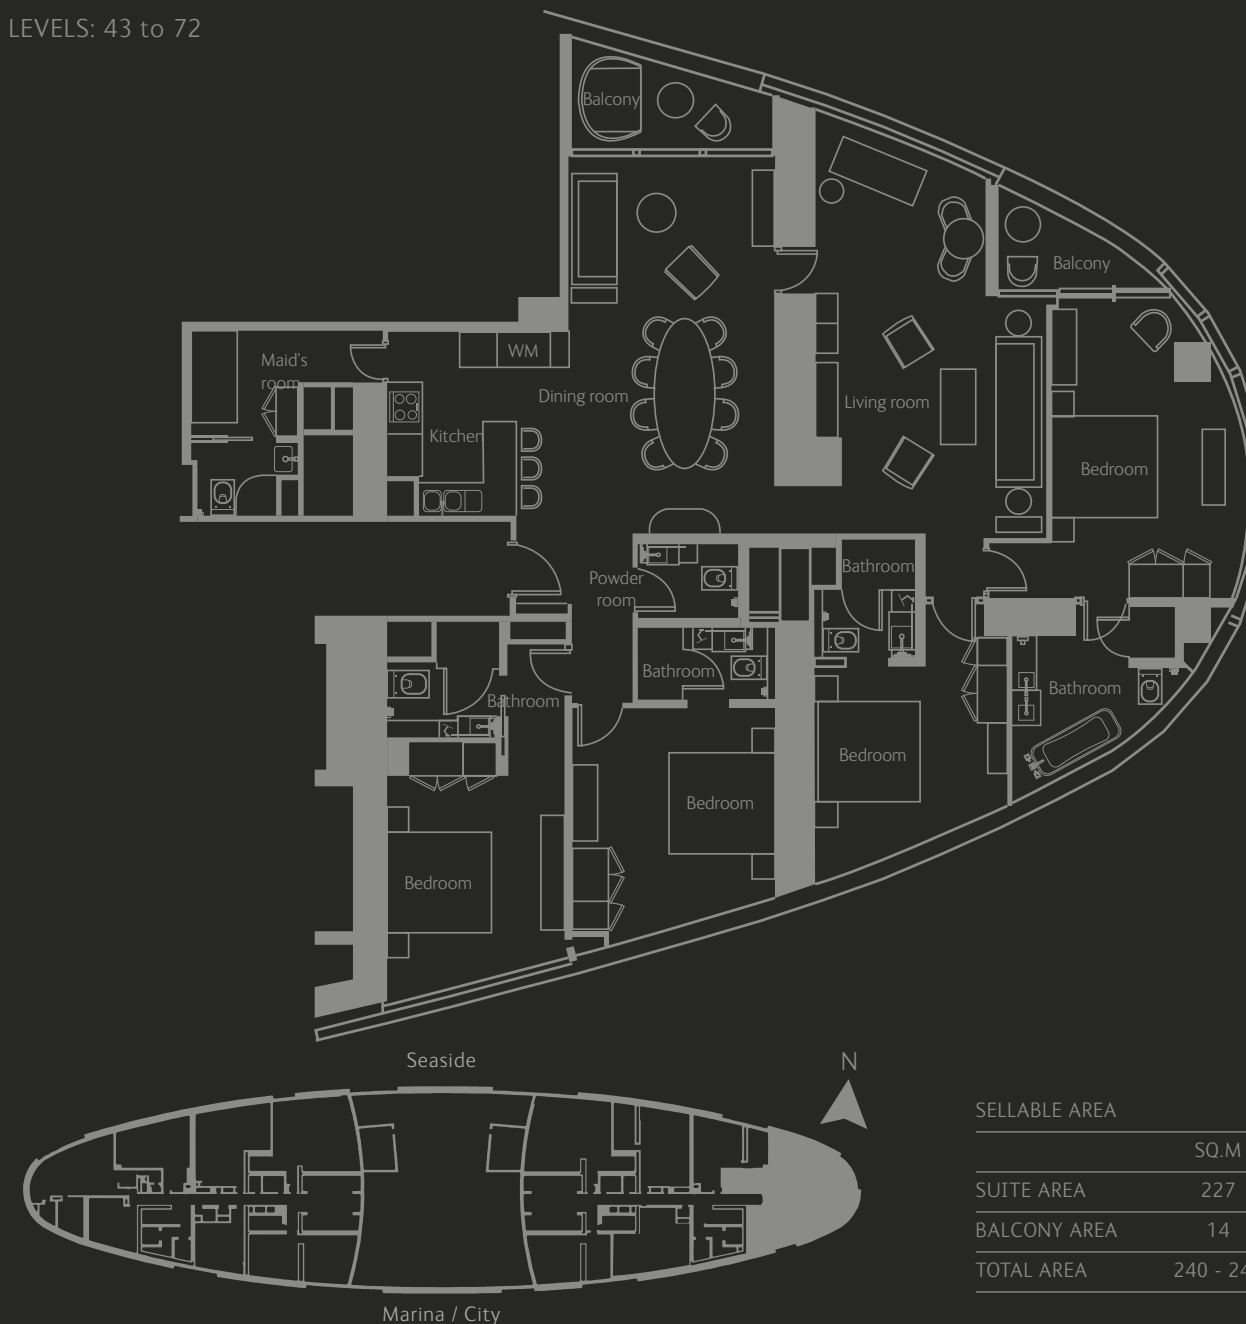 LEVELS: 43 to 72
Balcony
Balcony
Maid's
room
WM
Dining room
Living room
Kitchen
Bedroom
Powder
room
Bathroom
Bathroom
Bathroom
Bathroom
Bedroom
Bedroom
Bedroom
Seaside
N
Marina / City
SELLABLE AREA
SQ.M
SUITE AREA 227
BALCONY AREA 14
TOTAL AREA 240 - 24